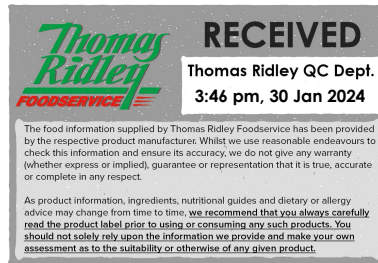 Thomas
Ridley
FOODSERVICE
RECEIVED
Thomas Ridley QC Dept.
3:46 pm, 30 Jan 2024
The food information supplied by Thomas Ridley Foodservice has been provided
by the respective product manufacturer. Whilst we use reasonable endeavours to
check this information and ensure its accuracy, we do not give any warranty
(whether express or implied), guarantee or representation that it is true, accurate
or complete in any respect.
As product information, ingredients, nutritional guides and dietary or allergy
advice may change from time to time, we recommend that you always carefully
read the product label prior to using or consuming any such products. You
should not solely rely upon the information we provide and make your own
assessment as to the suitability or otherwise of any given product.